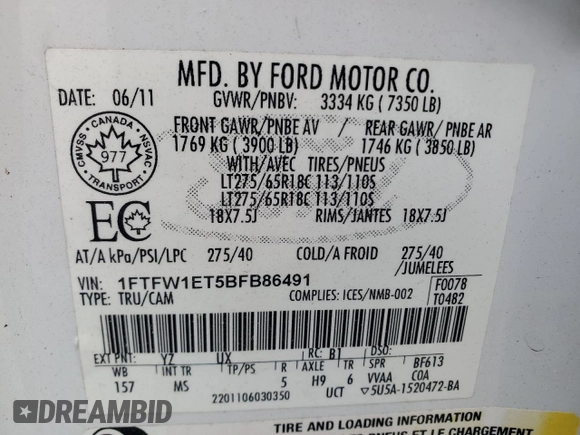 MFD. BY FORD MOTOR CO.
DATE: 06/11 GVWR/PNBV: 3334 KG ( 7350 LB)
FRONT GAWR/PNBE AV REAR GAWR/ PNBE AR
1769 KG ( 3900 LB) 1746 KG ( 3850 LB)
WITH/AVEC TIRES/PNEUS
LT275/65R18C 113/110S
LT275/65R18C 113/110S
18X7.5J RIMS/JANTES 18X7.5J
CANADA
CMVSS NSVAC
977
TRANSPORT
EC
AT/A kPa/PSI/LPC 275/40 COLD/A FROID 275/40
/JUMELEES
VIN: 1FTFW1ET5BFB86491 F0078
TYPE: TRU/CAM COMPLIES: ICES/NMB-002 T0482
EXT PNT: YZ UX RC: B1 DSO:
WB INT TR TP/PS R AXLE TR BF613
157 MS 5 H9 6 VVAA COA
2201106030350 UCT ▽5U5A-1520472-BA
TIRE AND LOADING INFORMATION
DREAMBID